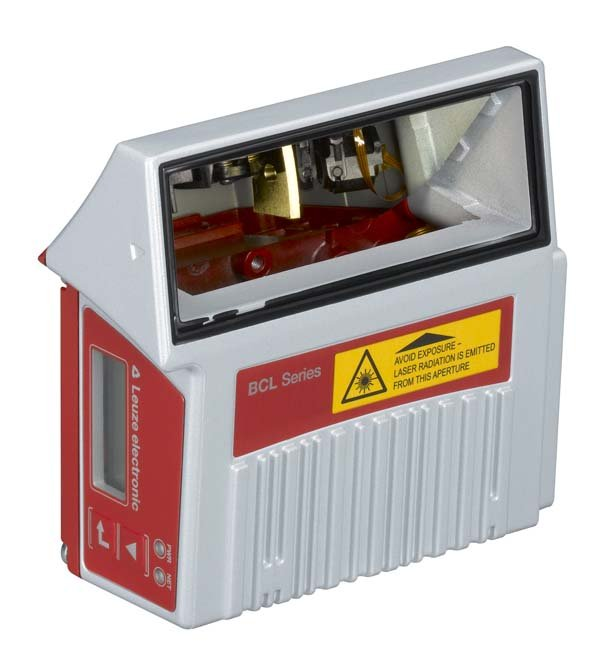 BCL Series
AVOID EXPOSURE –
LASER RADIATION IS EMITTED
FROM THIS APERTURE
Leuze electronic
PWR
NET